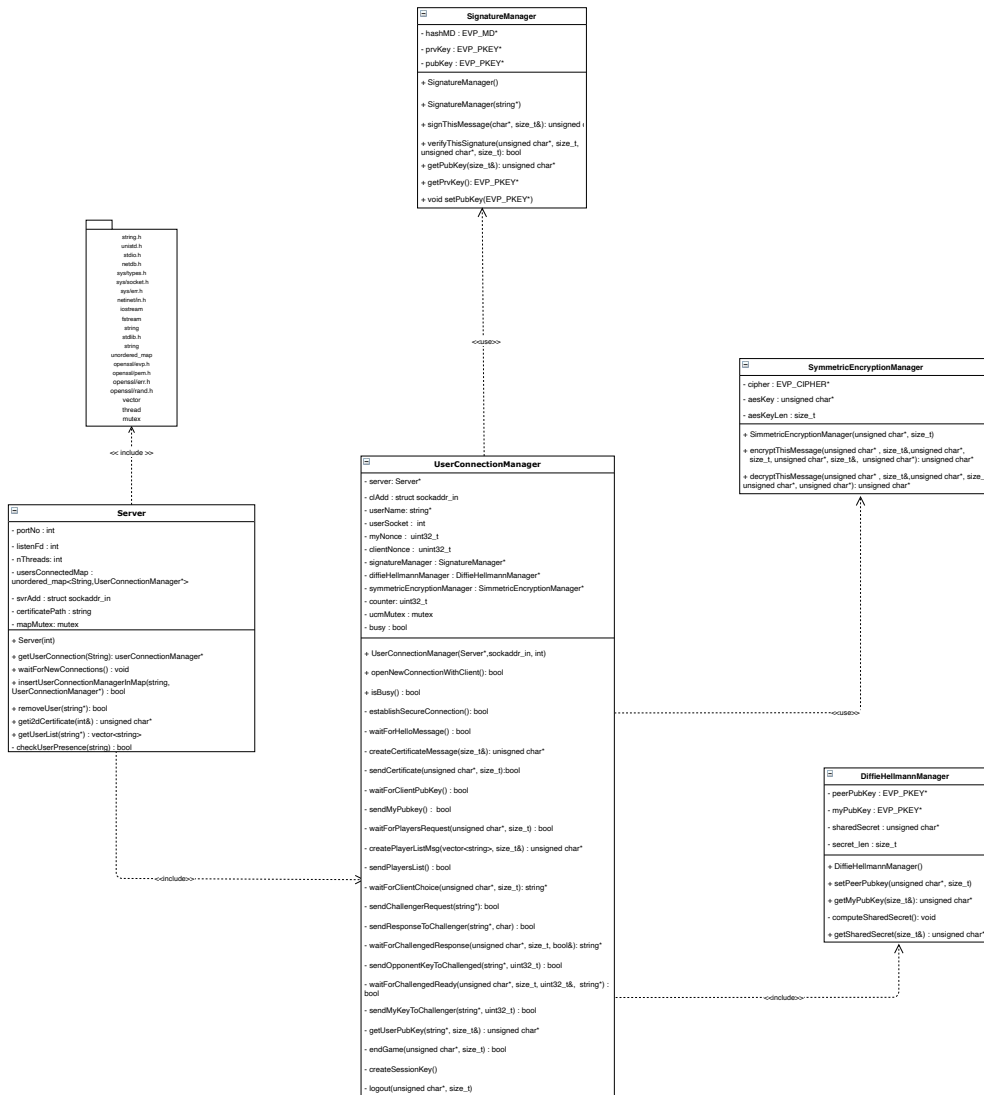 SignatureManager
- hashMD : EVP_MD*
- prvKey : EVP_PKEY*
- pubKey : EVP_PKEY*
+ SignatureManager()
+ SignatureManager(string*)
+ signThisMessage(char*, size_t&): unsigned
+ verifyThisSignature(unsigned char*, size_t,
unsigned char*, size_t): bool
+ getPubKey(size_t&): unsigned char*
+ getPrvKey(): EVP_PKEY*
+ void setPubKey(EVP_PKEY*)
string.h
unistd.h
stdio.h
netdb.h
sys/types.h
sys/socket.h
sys/err.h
netinet/in.h
iostream
fstream
string
stdlib.h
string
unordered_map
openssl/evp.h
openssl/pem.h
openssl/err.h
openssl/rand.h
vector
thread
mutex
<< include >>
<<use>>
Server
- portNo : int
- listenFd : int
- nThreads: int
- usersConnectedMap :
unordered_map<String,UserConnectionManager*>
- svrAdd : struct sockaddr_in
- certificatePath : string
- mapMutex: mutex
+ Server(int)
+ getUserConnection(String): userConnectionManager*
+ waitForNewConnections() : void
+ insertUserConnectionManagerInMap(string,
UserConnectionManager*) : bool
+ removeUser(string*): bool
+ geti2dCertificate(int&) : unsigned char*
+ getUserList(string*) : vector<string>
- checkUserPresence(string) : bool
<<include>>
UserConnectionManager
- server: Server*
- clAdd : struct sockaddr_in
- userName: string*
- userSocket : int
- myNonce : uint32_t
- clientNonce : unint32_t
- signatureManager : SignatureManager*
- diffieHellmannManager : DiffieHellmannManager*
- symmetricEncryptionManager : SimmetricEncryptionManager*
- counter: uint32_t
- ucmMutex : mutex
- busy : bool
+ UserConnectionManager(Server*,sockaddr_in, int)
+ openNewConnectionWithClient(): bool
+ isBusy() : bool
- establishSecureConnection(): bool
- waitForHelloMessage() : bool
- createCertificateMessage(size_t&): unisgned char*
- sendCertificate(unsigned char*, size_t):bool
- waitForClientPubKey() : bool
- sendMyPubkey() : bool
- waitForPlayersRequest(unsigned char*, size_t) : bool
- createPlayerListMsg(vector<string>, size_t&) : unsigned char*
- sendPlayersList() : bool
- waitForClientChoice(unsigned char*, size_t): string*
- sendChallengerRequest(string*): bool
- sendResponseToChallenger(string*, char) : bool
- waitForChallengedResponse(unsigned char*, size_t, bool&): string*
- sendOpponentKeyToChallenged(string*, uint32_t) : bool
- waitForChallengedReady(unsigned char*, size_t, uint32_t&, string*) :
bool
- sendMyKeyToChallenger(string*, uint32_t) : bool
- getUserPubKey(string*, size_t&) : unsigned char*
- endGame(unsigned char*, size_t) : bool
- createSessionKey()
- logout(unsigned char*, size_t)
SymmetricEncryptionManager
- cipher : EVP_CIPHER*
- aesKey : unsigned char*
- aesKeyLen : size_t
+ SimmetricEncryptionManager(unsigned char*, size_t)
+ encryptThisMessage(unsigned char* , size_t&,unsigned char*,
size_t, unsigned char*, size_t&, unsigned char*): unsigned char*
+ decryptThisMessage(unsigned char* , size_t&,unsigned char*, size_
unsigned char*, unsigned char*): unsigned char*
<<use>>
DiffieHellmannManager
- peerPubKey : EVP_PKEY*
- myPubKey : EVP_PKEY*
- sharedSecret : unsigned char*
- secret_len : size_t
+ DiffieHellmannManager()
+ setPeerPubkey(unsigned char*, size_t)
+ getMyPubKey(size_t&): unsigned char*
- computeSharedSecret(): void
+ getSharedSecret(size_t&) : unsigned char*
<<include>>